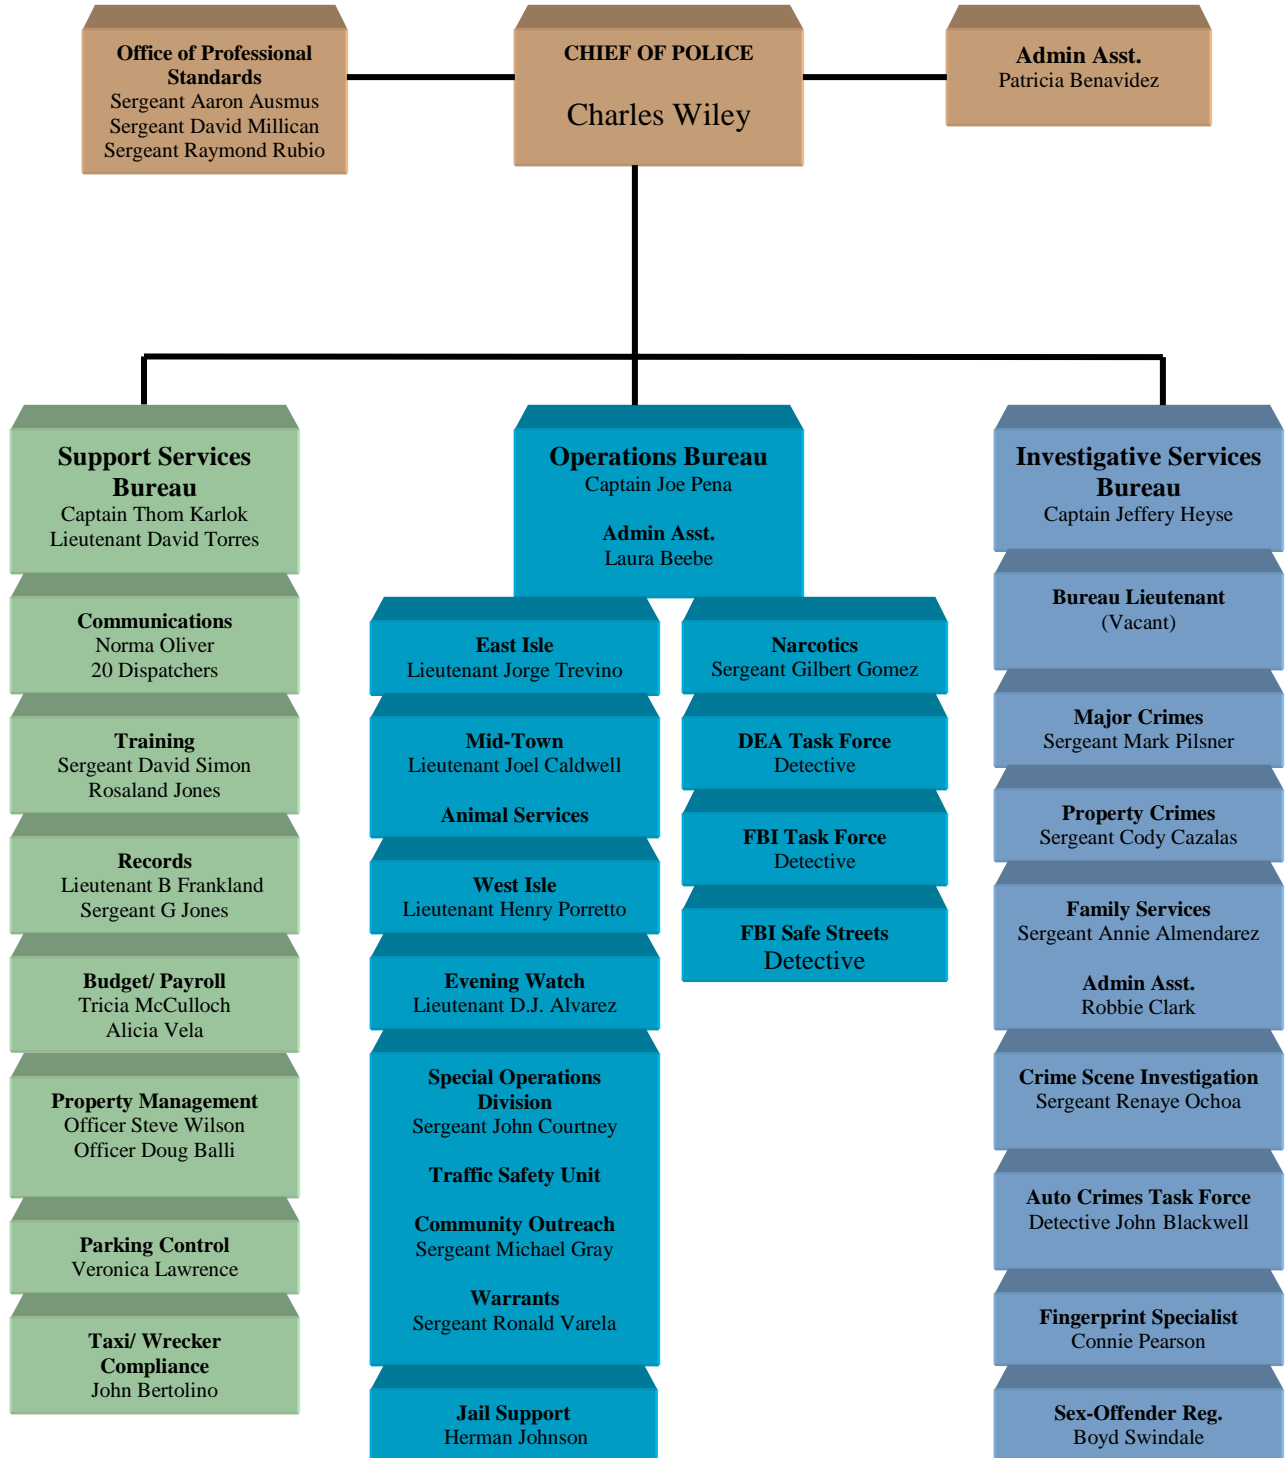 Office of Professional
Standards
Sergeant Aaron Ausmus
Sergeant David Millican
Sergeant Raymond Rubio
CHIEF OF POLICE
Charles Wiley
Admin Asst.
Patricia Benavidez
Support Services
Bureau
Captain Thom Karlok
Lieutenant David Torres
Communications
Norma Oliver
20 Dispatchers
Training
Sergeant David Simon
Rosaland Jones
Records
Lieutenant B Frankland
Sergeant G Jones
Budget/ Payroll
Tricia McCulloch
Alicia Vela
Property Management
Officer Steve Wilson
Officer Doug Balli
Parking Control
Veronica Lawrence
Taxi/ Wrecker
Compliance
John Bertolino
Operations Bureau
Captain Joe Pena
Admin Asst.
Laura Beebe
East Isle
Lieutenant Jorge Trevino
Mid-Town
Lieutenant Joel Caldwell
Animal Services
West Isle
Lieutenant Henry Porretto
Evening Watch
Lieutenant D.J. Alvarez
Special Operations
Division
Sergeant John Courtney
Traffic Safety Unit
Community Outreach
Sergeant Michael Gray
Warrants
Sergeant Ronald Varela
Jail Support
Herman Johnson
Narcotics
Sergeant Gilbert Gomez
DEA Task Force
Detective
FBI Task Force
Detective
FBI Safe Streets
Detective
Investigative Services
Bureau
Captain Jeffery Heyse
Bureau Lieutenant
(Vacant)
Major Crimes
Sergeant Mark Pilsner
Property Crimes
Sergeant Cody Cazalas
Family Services
Sergeant Annie Almendarez
Admin Asst.
Robbie Clark
Crime Scene Investigation
Sergeant Renaye Ochoa
Auto Crimes Task Force
Detective John Blackwell
Fingerprint Specialist
Connie Pearson
Sex-Offender Reg.
Boyd Swindale